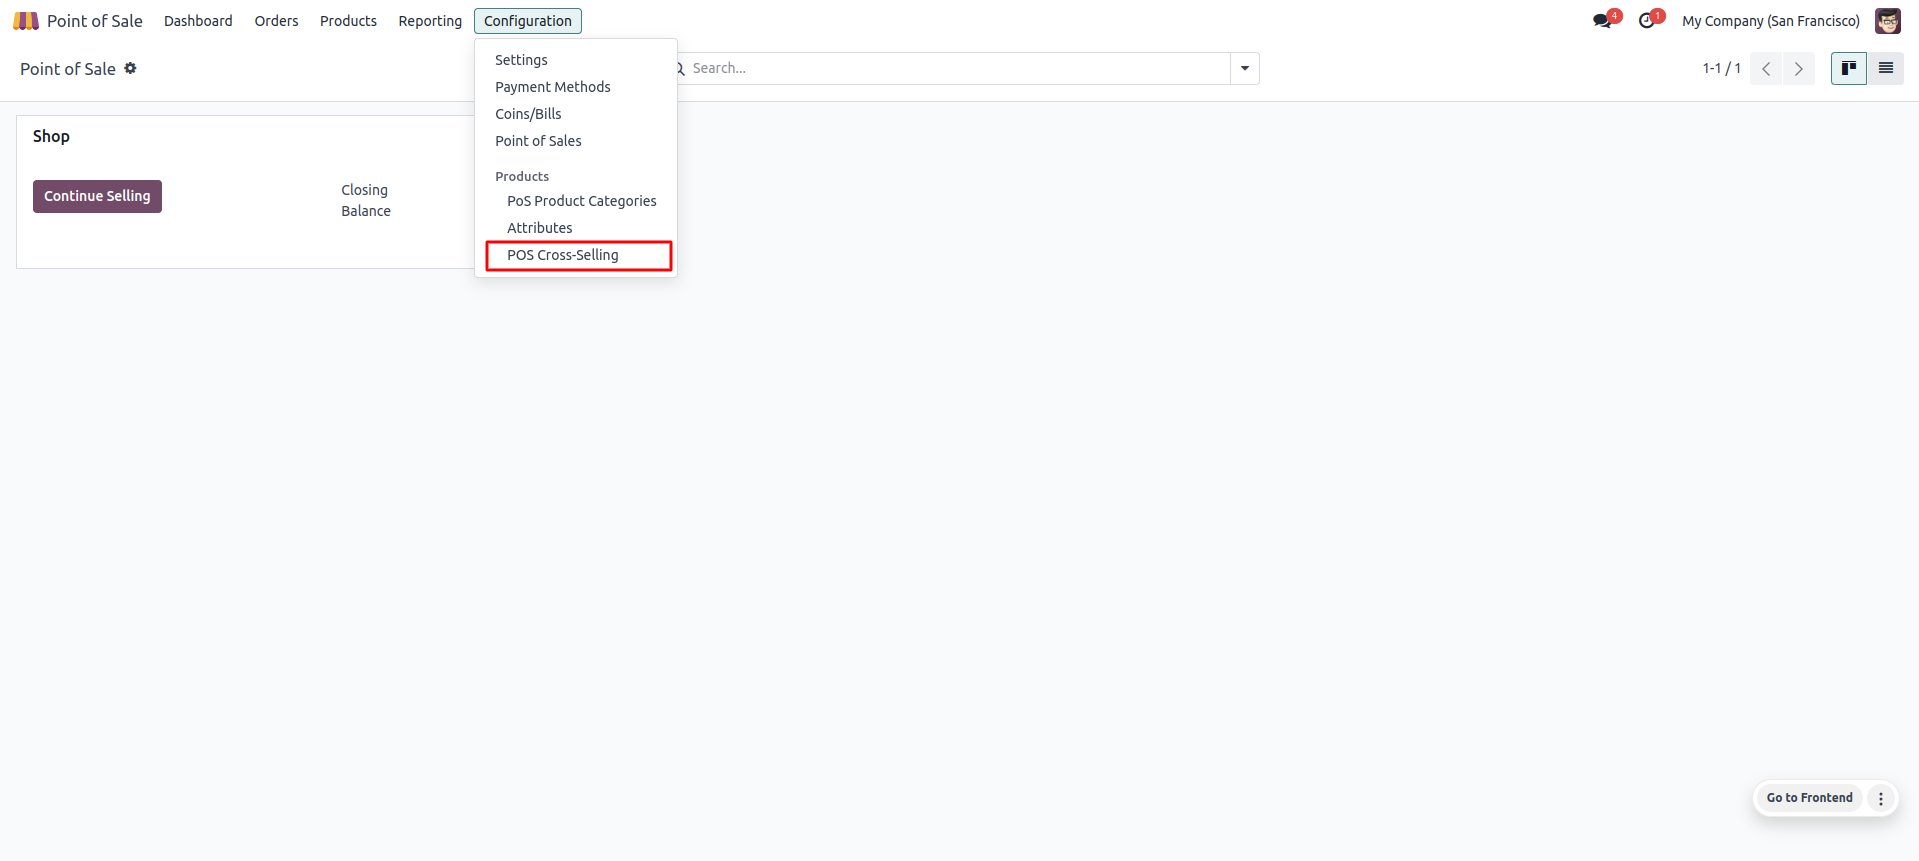 Point of Sale Dashboard Orders Products Reporting Configuration 4 1 My Company (San Francisco)
Point of Sale Search... 1-1 / 1
Settings
Payment Methods
Coins/Bills
Point of Sales
Products
PoS Product Categories
Attributes
POS Cross-Selling
Shop
Continue Selling
Closing
Balance
Go to Frontend